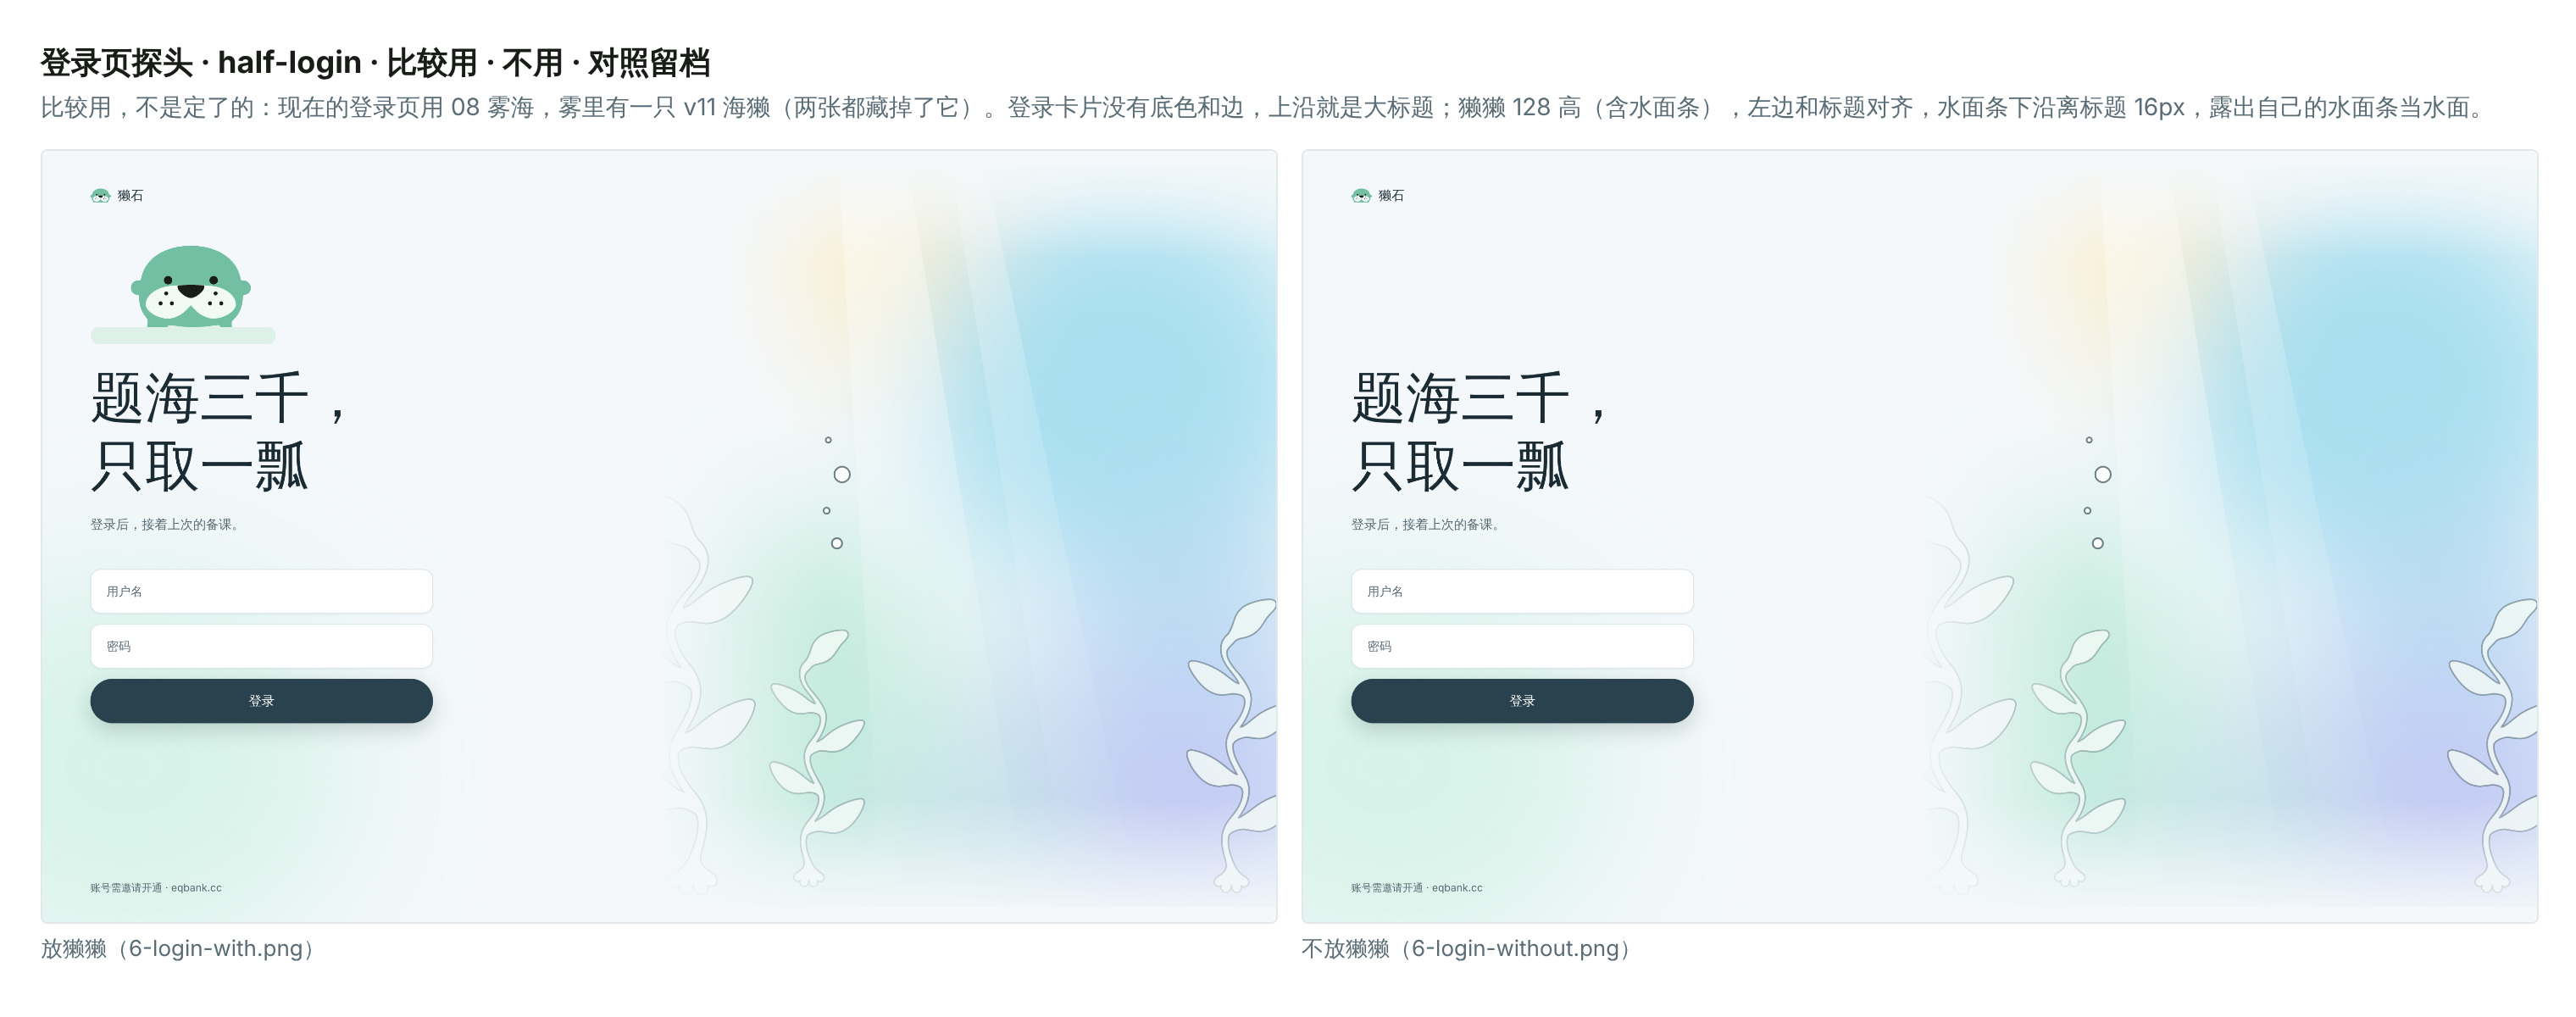 登录页探头 · half-login · 比较用 · 不用 · 对照留档
比较用，不是定了的：现在的登录页用 08 雾海，雾里有一只 v11 海獭（两张都藏掉了它）。登录卡片没有底色和边，上沿就是大标题；獭獭 128 高（含水面条），左边和标题对齐，水面条下沿离标题 16px，露出自己的水面条当水面。
獭石
题海三千，
只取一瓢
登录后，接着上次的备课。
用户名
密码
登录
账号需邀请开通 · eqbank.cc
放獭獭（6-login-with.png）
獭石
题海三千，
只取一瓢
登录后，接着上次的备课。
用户名
密码
登录
账号需邀请开通 · eqbank.cc
不放獭獭（6-login-without.png）